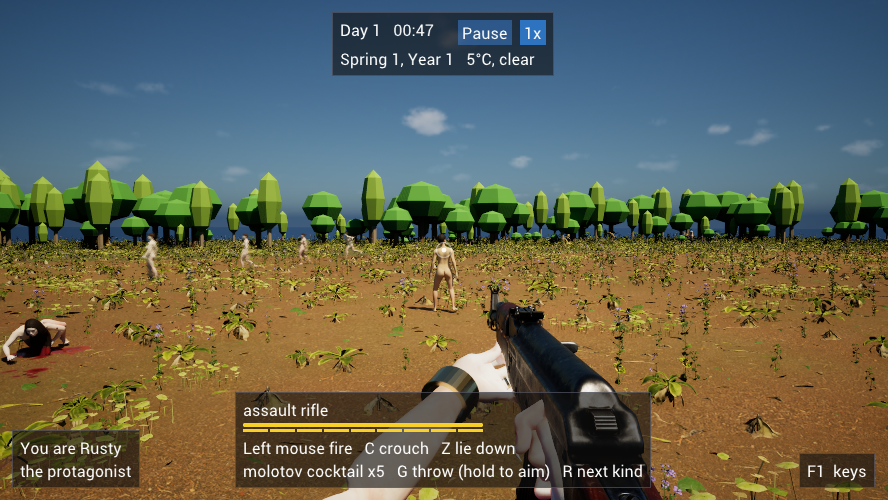 Day 1 00:47 Pause 1x
Spring 1, Year 1 5°C, clear
assault rifle
Left mouse fire C crouch Z lie down
molotov cocktail x5 G throw (hold to aim) R next kind
You are Rusty
the protagonist
F1 keys